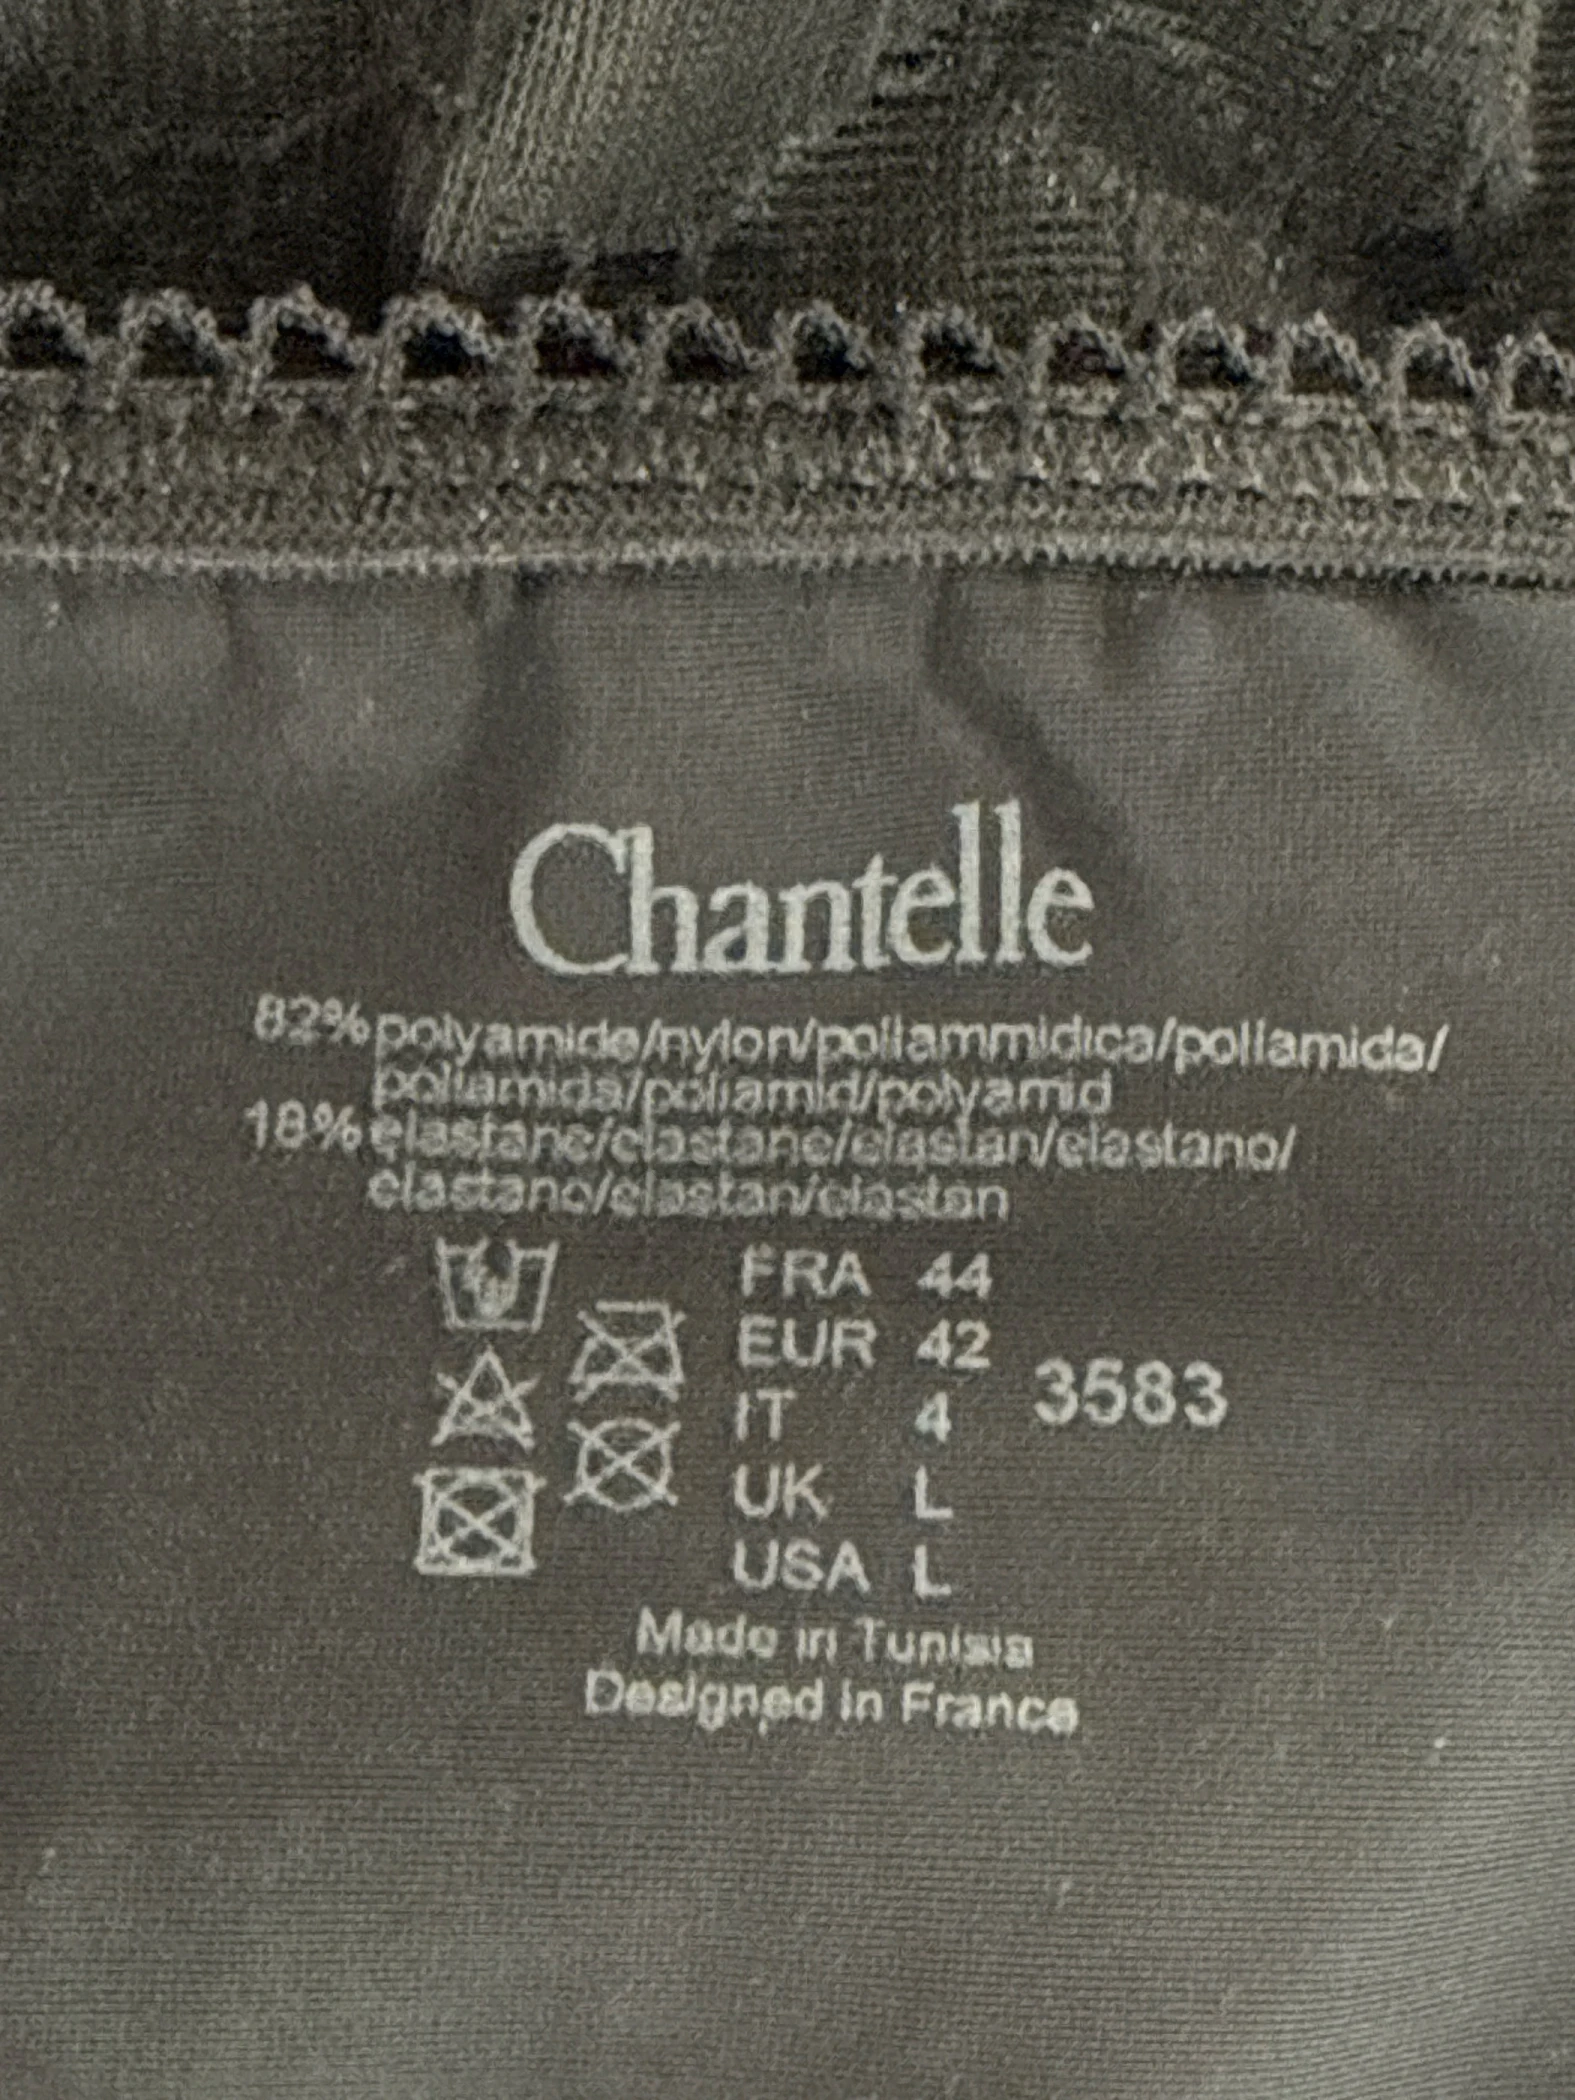 Chantelle
82% polyamide/nylon/poliammidica/poliamida/
poliamida/poliamid/polyamid
18% elastane/elastane/elastan/elastano/
elastano/elastan/elastan
FRA 44
EUR 42
IT 4
3583
UK L
USA L
Made in Tunisia
Designed in France